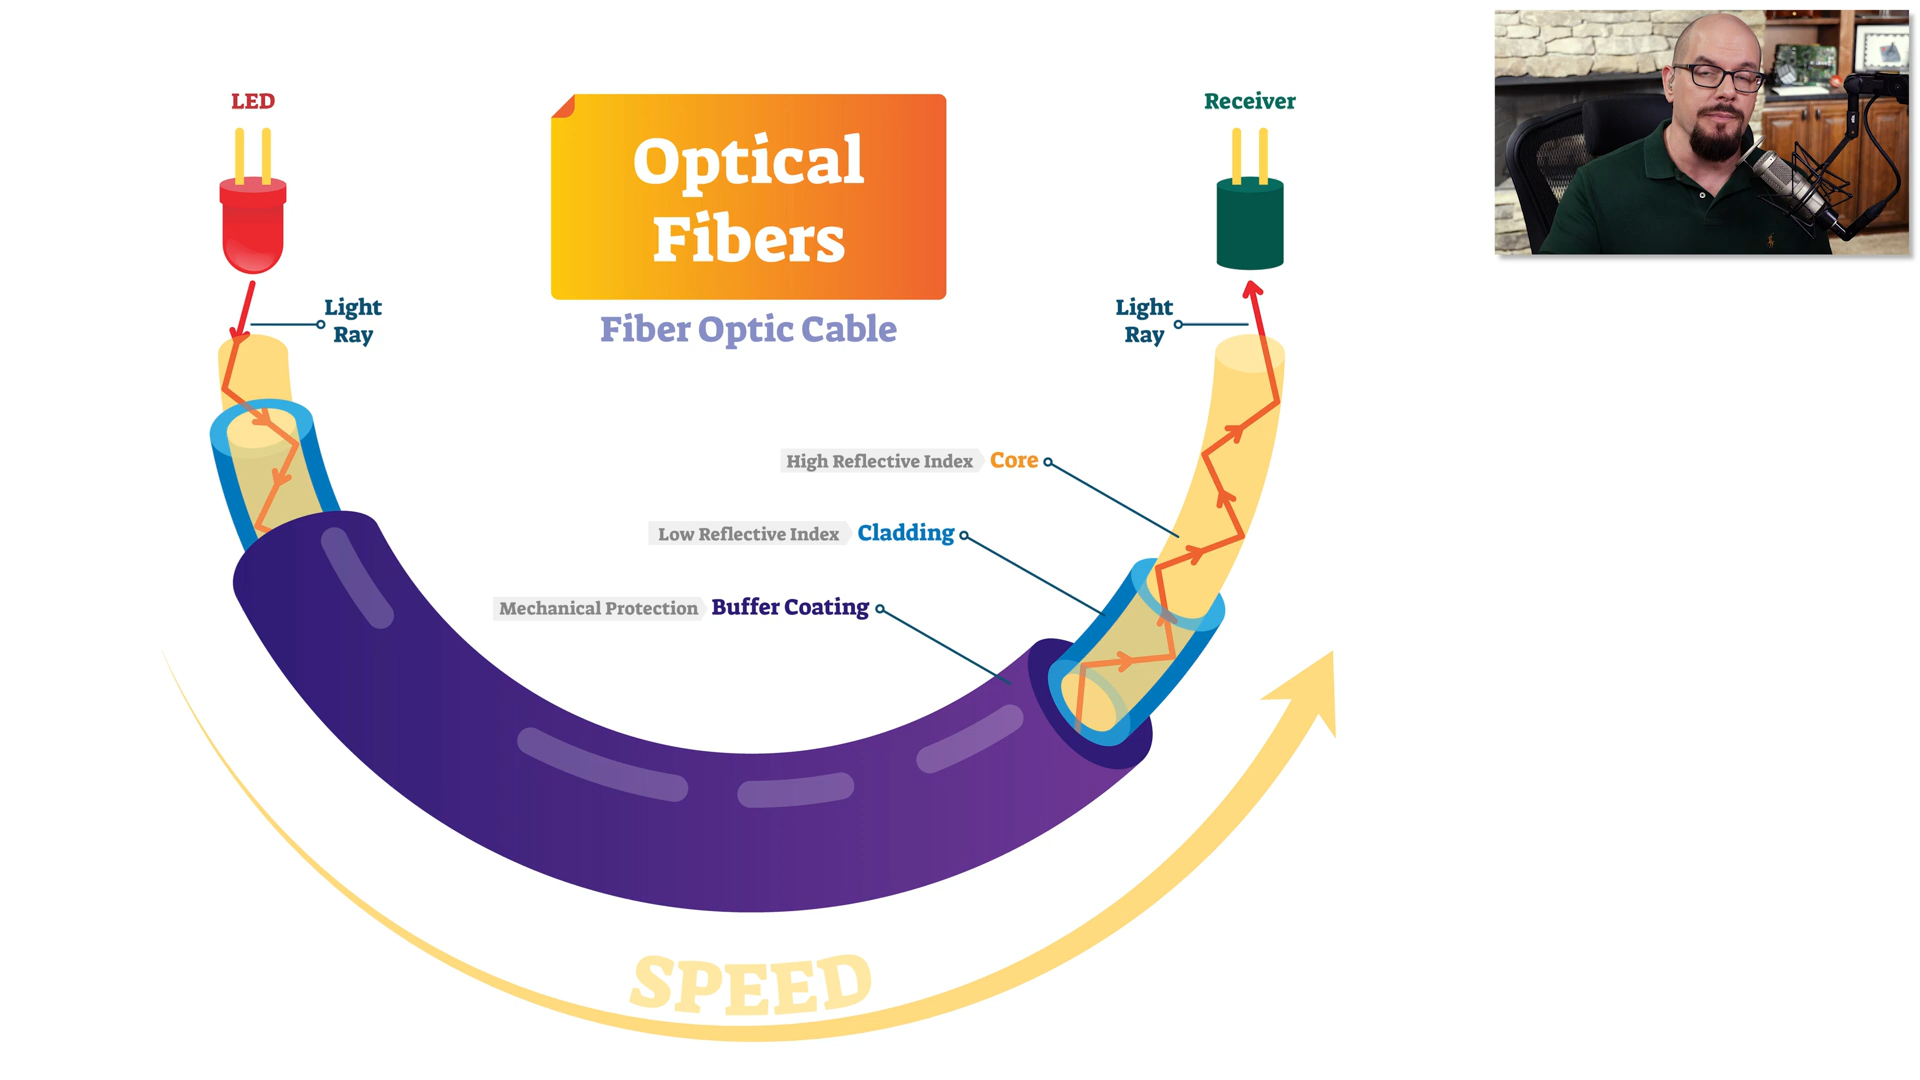 LED
Optical
Fibers
Fiber Optic Cable
Receiver
Light
Ray
Light
Ray
High Reflective Index Core
Low Reflective Index Cladding
Mechanical Protection Buffer Coating
SPEED